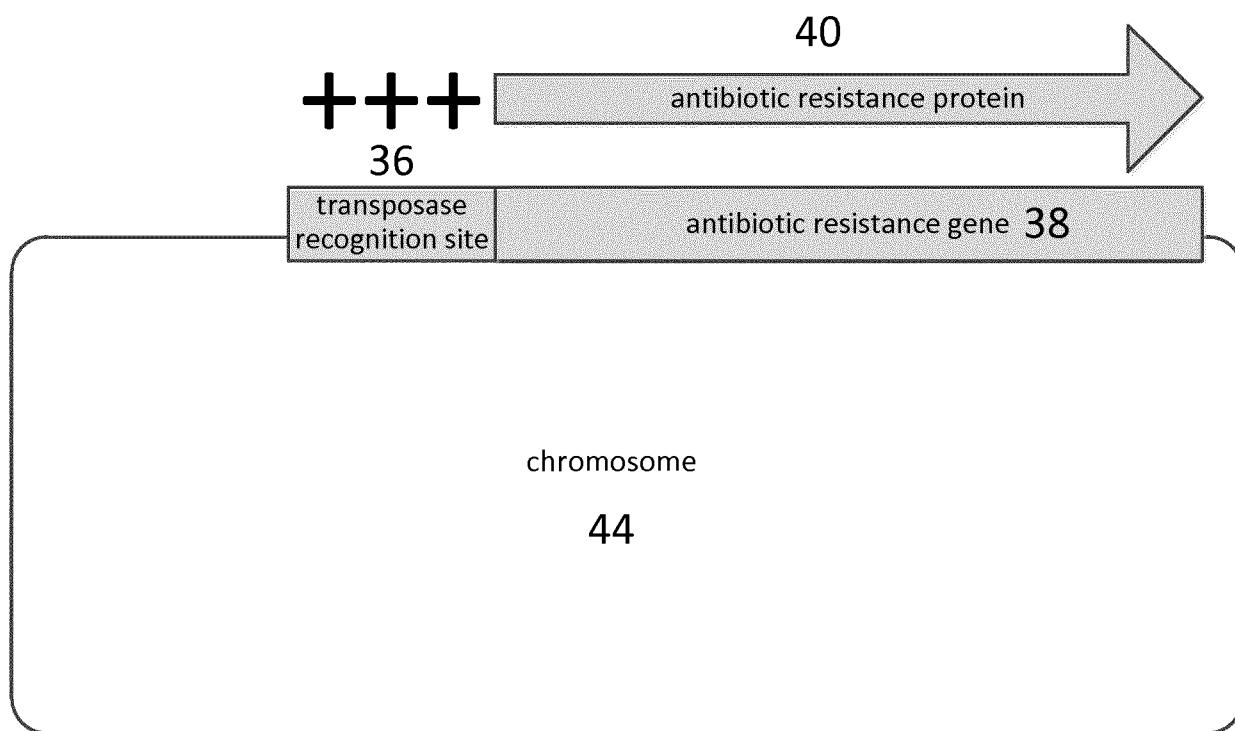 40
+++
antibiotic resistance protein
36
transposase
recognition site
antibiotic resistance gene 38
chromosome
44